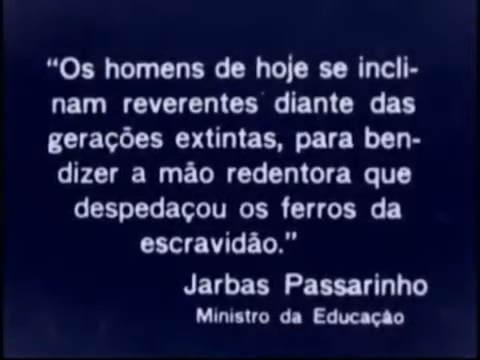 “Os homens de hoje se incli-
nam reverentes diante das
gerações extintas, para ben-
dizer a mão redentora que
despedaçou os ferros da
escravidão.”
Jarbas Passarinho
Ministro da Educação